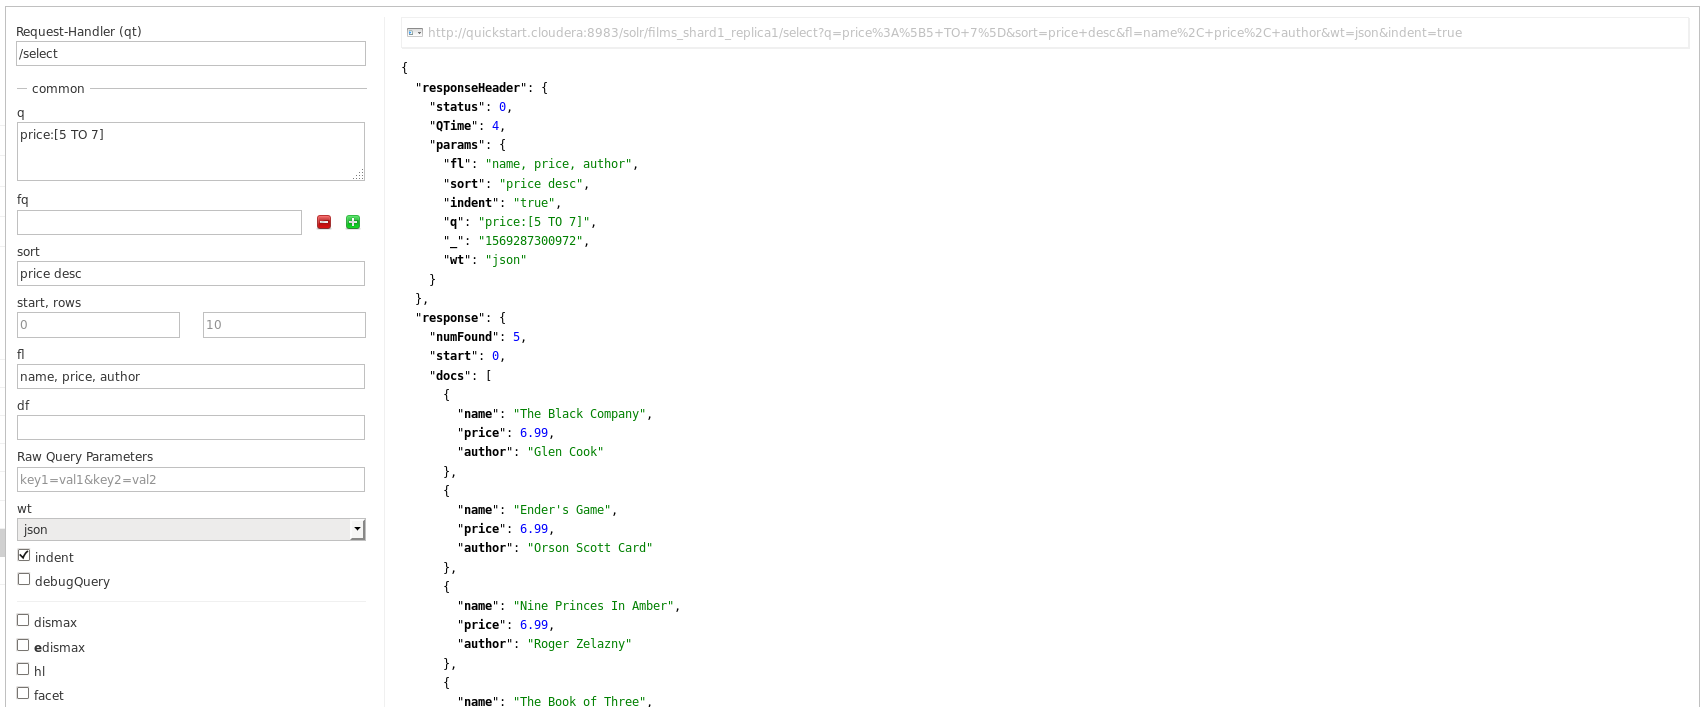 Request-Handler (qt)
/select
common
q
price:[5 TO 7]
fq
sort
price desc
start, rows
0 10
fl
name, price, author
df
Raw Query Parameters
key1=val1&key2=val2
wt
json
indent
debugQuery
dismax
edismax
hl
facet
http://quickstart.cloudera:8983/solr/films_shard1_replica1/select?q=price%3A%5B5+TO+7%5D&sort=price+desc&fl=name%2C+price%2C+author&wt=json&indent=true
{
"responseHeader": {
"status": 0,
"QTime": 4,
"params": {
"fl": "name, price, author",
"sort": "price desc",
"indent": "true",
"q": "price:[5 TO 7]",
"_": "1569287300972",
"wt": "json"
}
},
"response": {
"numFound": 5,
"start": 0,
"docs": [
{
"name": "The Black Company",
"price": 6.99,
"author": "Glen Cook"
},
{
"name": "Ender's Game",
"price": 6.99,
"author": "Orson Scott Card"
},
{
"name": "Nine Princes In Amber",
"price": 6.99,
"author": "Roger Zelazny"
},
{
"name": "The Book of Three",